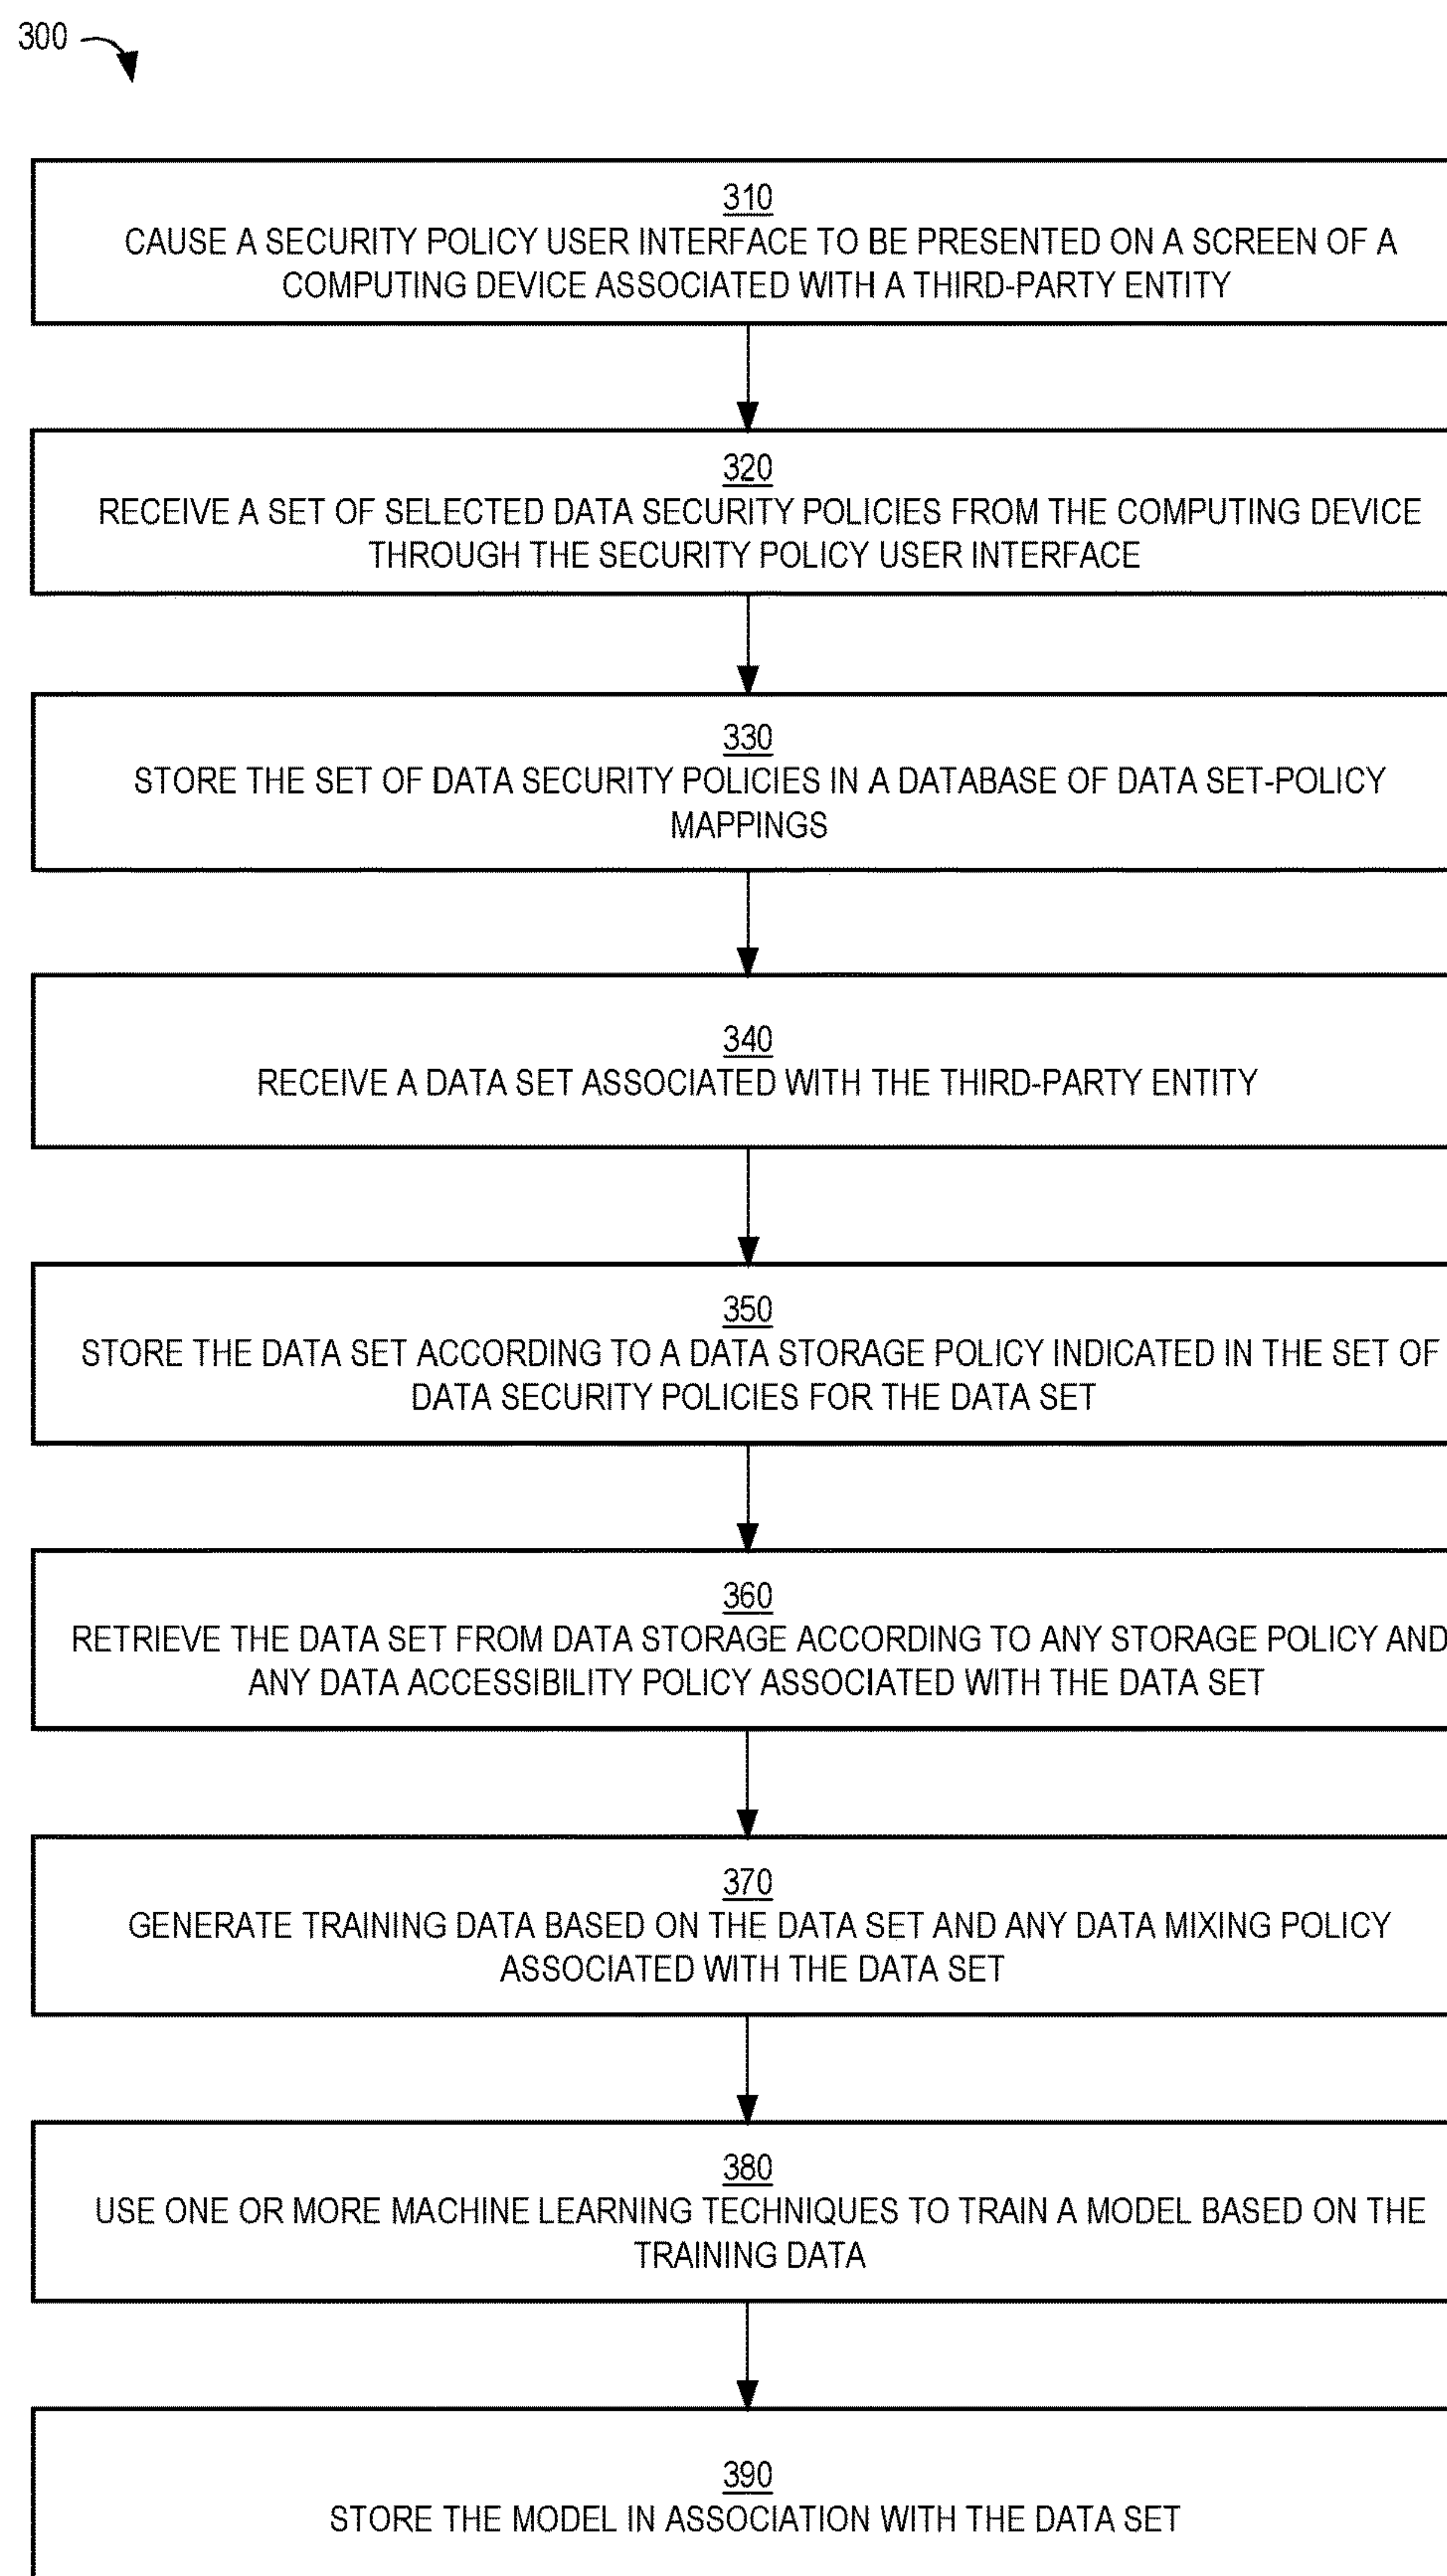 300
310
CAUSE A SECURITY POLICY USER INTERFACE TO BE PRESENTED ON A SCREEN OF A
COMPUTING DEVICE ASSOCIATED WITH A THIRD-PARTY ENTITY
320
RECEIVE A SET OF SELECTED DATA SECURITY POLICIES FROM THE COMPUTING DEVICE
THROUGH THE SECURITY POLICY USER INTERFACE
330
STORE THE SET OF DATA SECURITY POLICIES IN A DATABASE OF DATA SET-POLICY
MAPPINGS
340
RECEIVE A DATA SET ASSOCIATED WITH THE THIRD-PARTY ENTITY
350
STORE THE DATA SET ACCORDING TO A DATA STORAGE POLICY INDICATED IN THE SET OF
DATA SECURITY POLICIES FOR THE DATA SET
360
RETRIEVE THE DATA SET FROM DATA STORAGE ACCORDING TO ANY STORAGE POLICY AND
ANY DATA ACCESSIBILITY POLICY ASSOCIATED WITH THE DATA SET
370
GENERATE TRAINING DATA BASED ON THE DATA SET AND ANY DATA MIXING POLICY
ASSOCIATED WITH THE DATA SET
380
USE ONE OR MORE MACHINE LEARNING TECHNIQUES TO TRAIN A MODEL BASED ON THE
TRAINING DATA
390
STORE THE MODEL IN ASSOCIATION WITH THE DATA SET